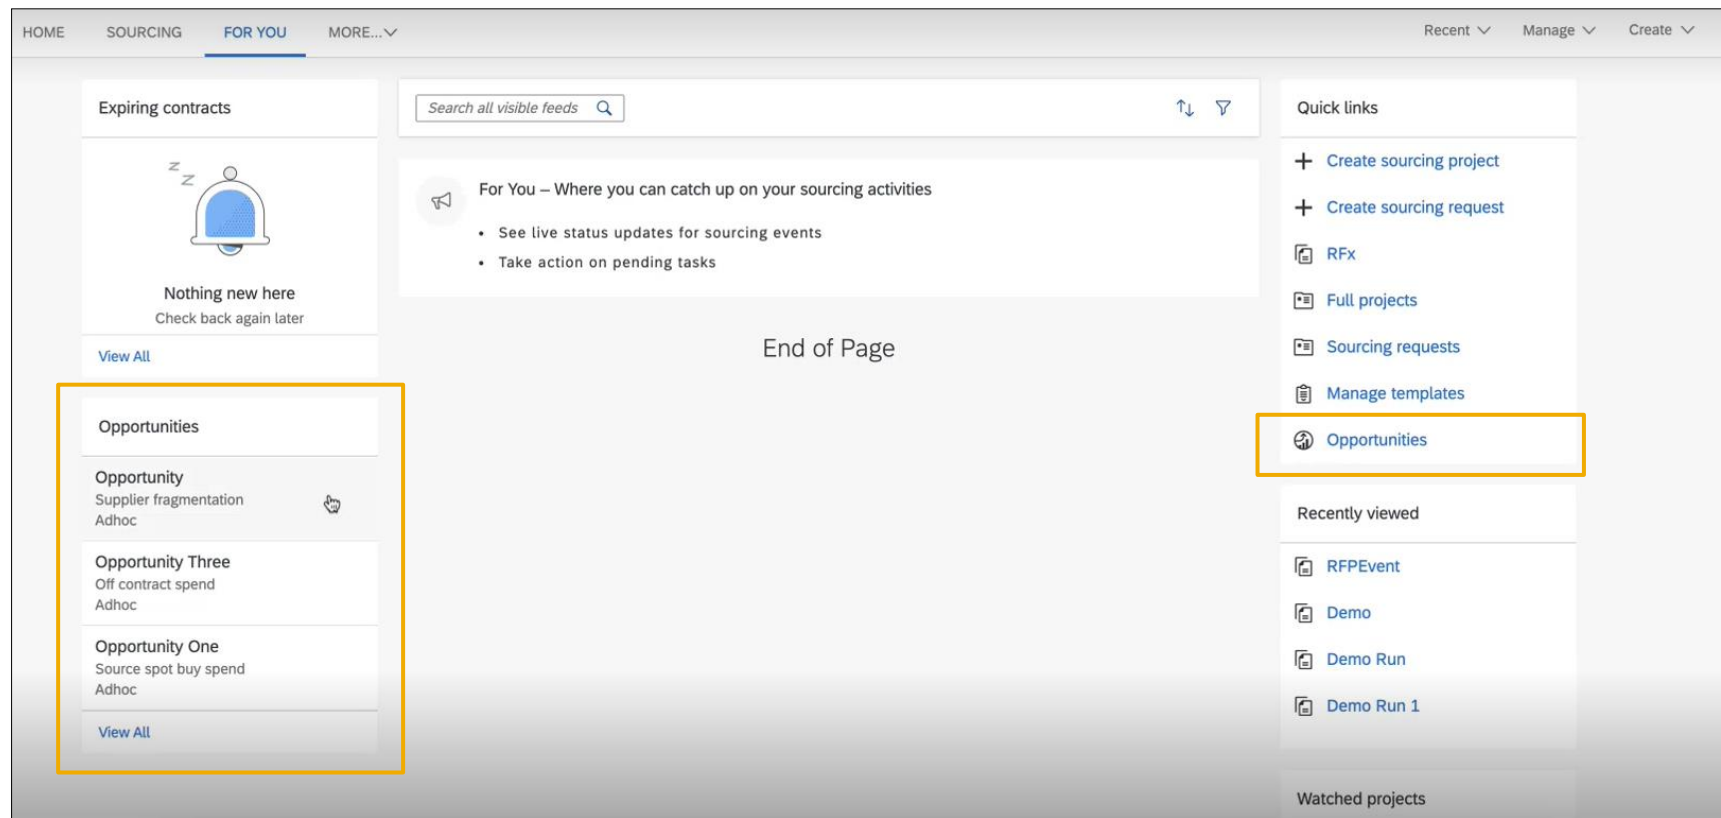 HOME SOURCING FOR YOU MORE... Recent Manage Create
Expiring contracts
z
z
Nothing new here
Check back again later
View All
Opportunities
Opportunity
Supplier fragmentation
Adhoc
Opportunity Three
Off contract spend
Adhoc
Opportunity One
Source spot buy spend
Adhoc
View All
Search all visible feeds
For You – Where you can catch up on your sourcing activities
• See live status updates for sourcing events
• Take action on pending tasks
End of Page
Quick links
Create sourcing project
Create sourcing request
RFx
Full projects
Sourcing requests
Manage templates
Opportunities
Recently viewed
RFPEvent
Demo
Demo Run
Demo Run 1
Watched projects